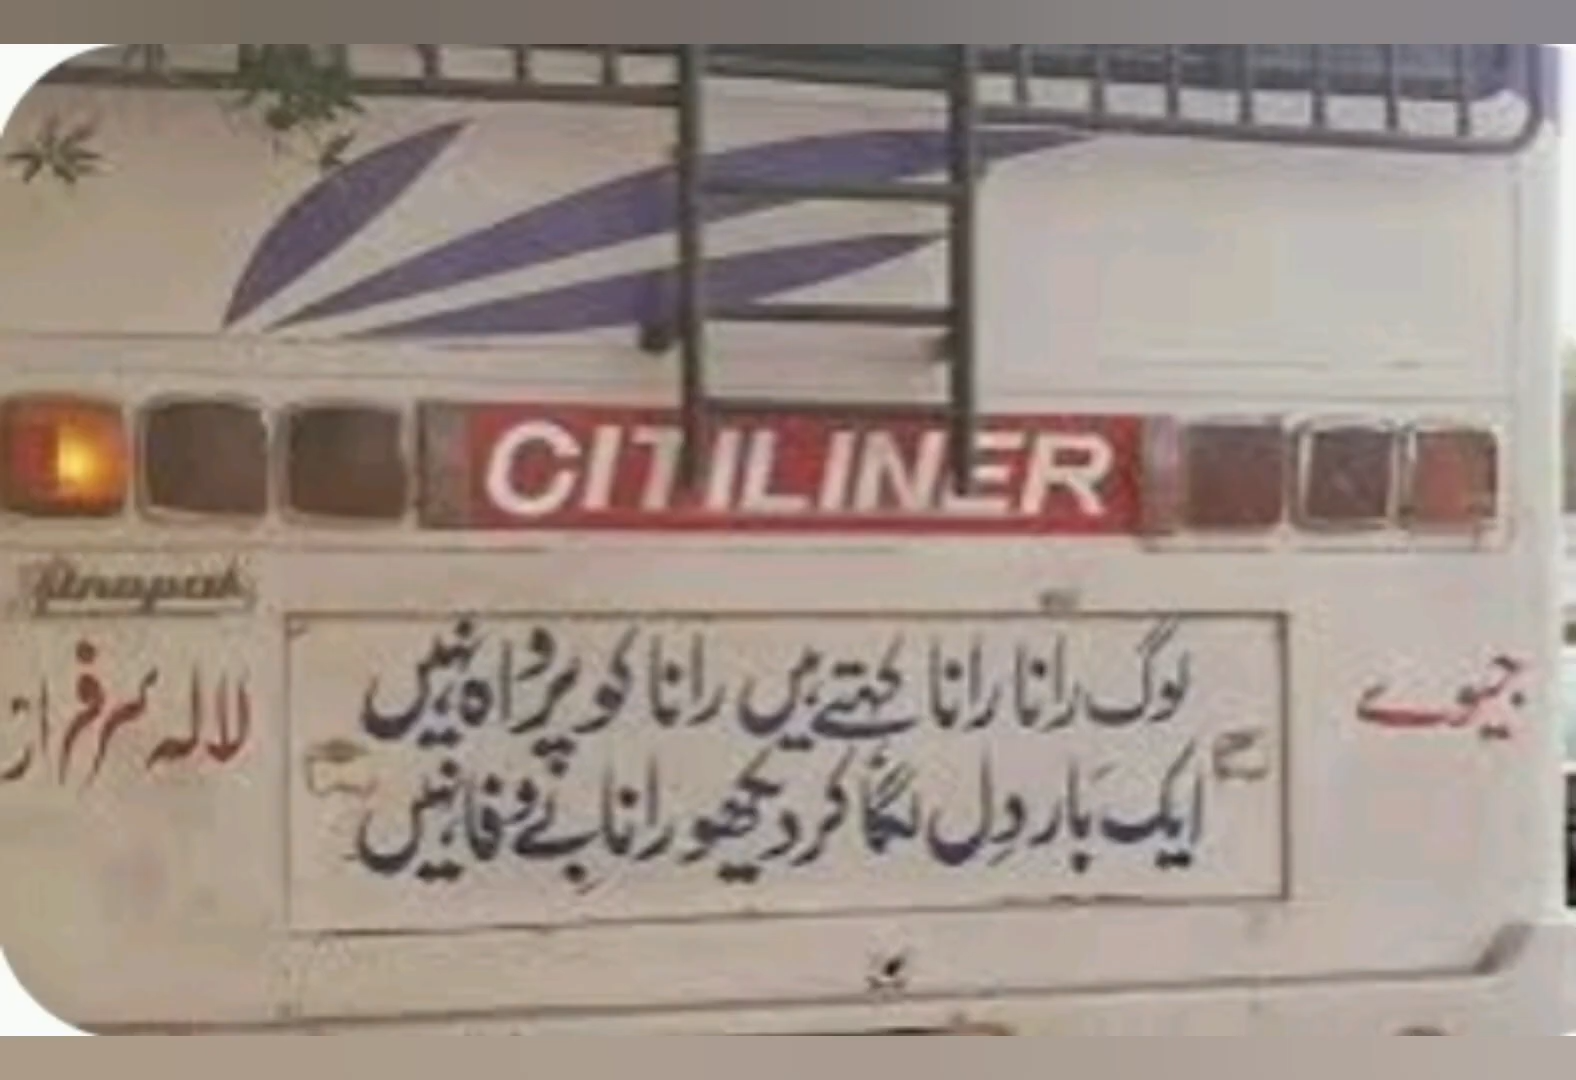 CITILINER
لوگ رانا رانا کہتے ہیں رانا کو پرواہ نہیں
ایک بار دل لگا کر دیکھو رانا بے وفا نہیں
جیوے
لالہ سرفراز